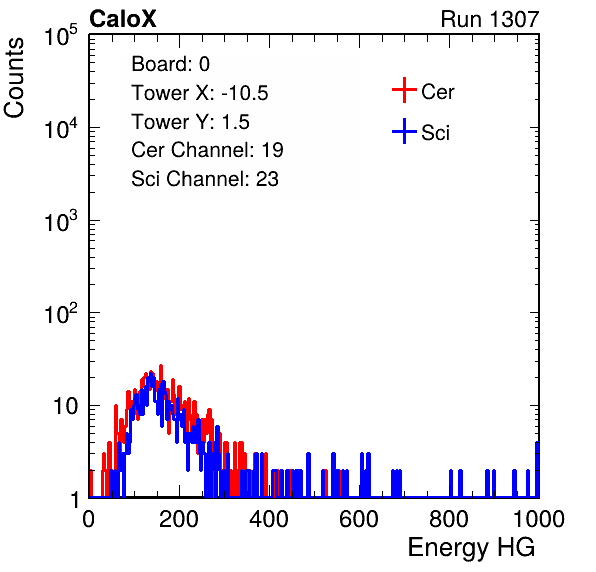 CaloX Run 1307
Counts
10^5
10^4
10^3
10^2
10
1
Board: 0
Tower X: -10.5
Tower Y: 1.5
Cer Channel: 19
Sci Channel: 23
Cer
Sci
0 200 400 600 800 1000
Energy HG